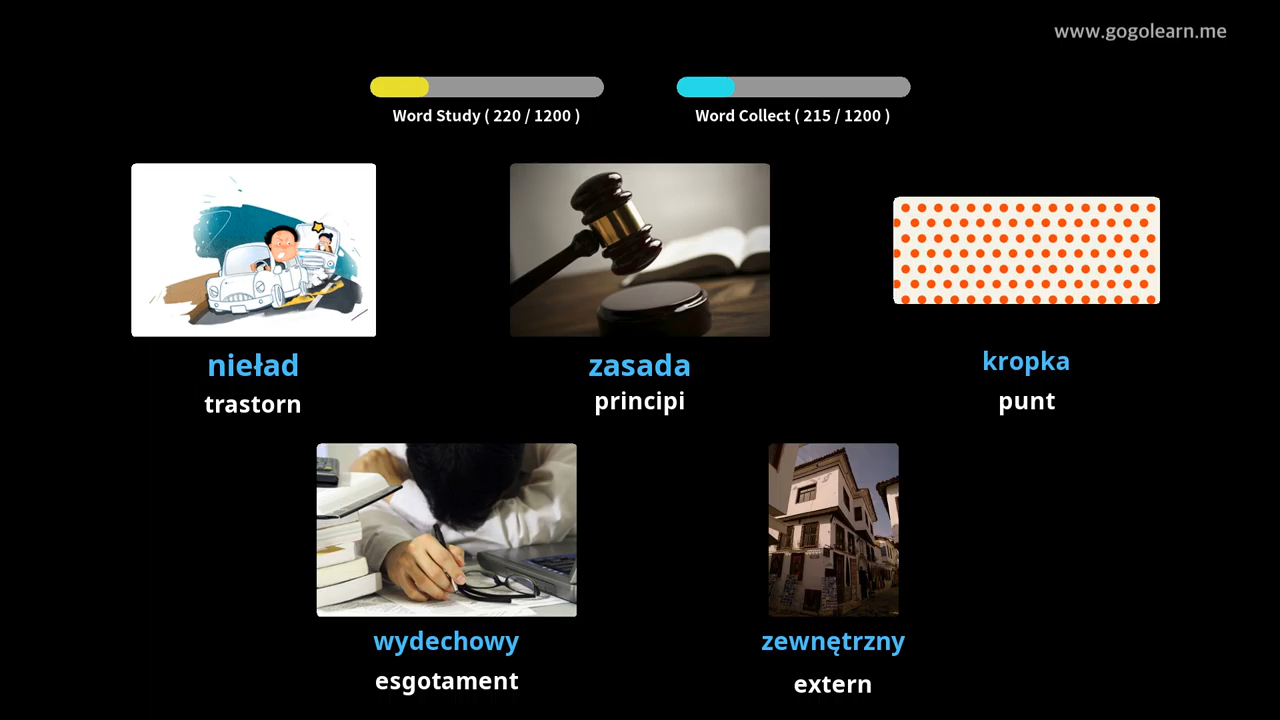 www.gogolearn.me
Word Study ( 220 / 1200 )
Word Collect ( 215 / 1200 )
nieład
trastorn
zasada
principi
kropka
punt
wydechowy
esgotament
zewnętrzny
extern